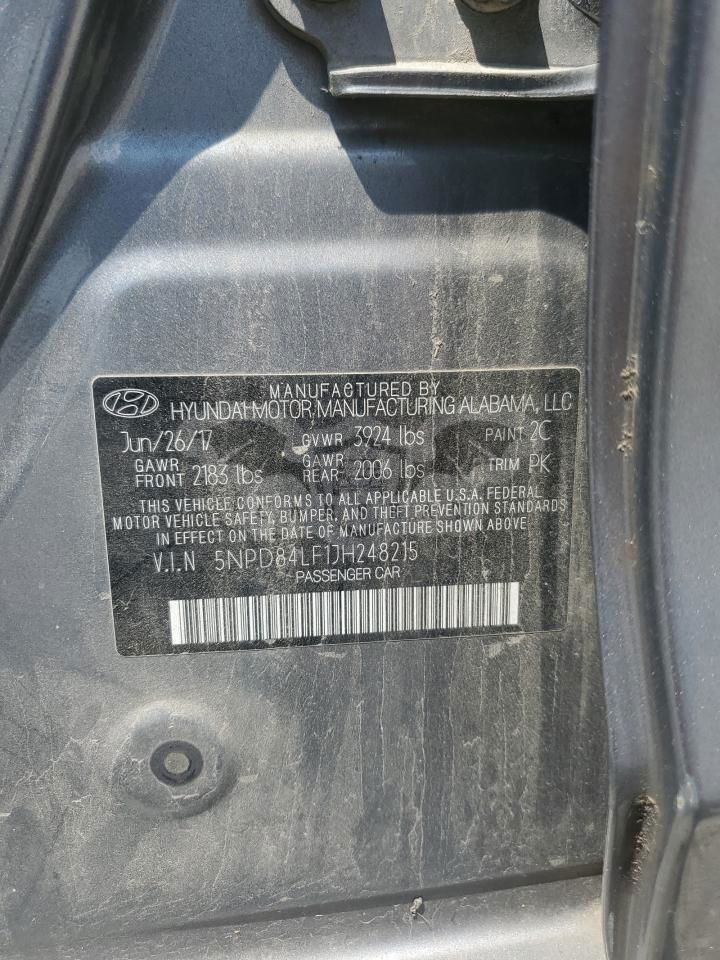 MANUFACTURED BY
HYUNDAI MOTOR MANUFACTURING ALABAMA, LLC
Jun/26/17 GVWR 3924 lbs PAINT 2C
GAWR FRONT 2183 lbs GAWR REAR 2006 lbs TRIM PK
THIS VEHICLE CONFORMS TO ALL APPLICABLE U.S.A. FEDERAL
MOTOR VEHICLE SAFETY, BUMPER, AND THEFT PREVENTION STANDARDS
IN EFFECT ON THE DATE OF MANUFACTURE SHOWN ABOVE
V.I.N 5NPD84LF1JH248215
PASSENGER CAR